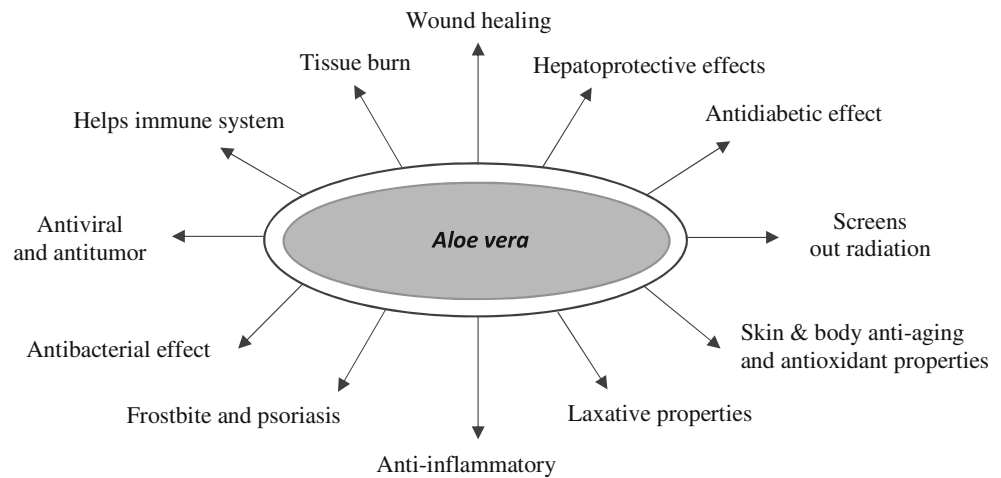 Wound healing
Tissue burn
Hepatoprotective effects
Helps immune system
Antidiabetic effect
Antiviral
and antitumor
Aloe vera
Screens
out radiation
Antibacterial effect
Skin & body anti-aging
and antioxidant properties
Frostbite and psoriasis
Laxative properties
Anti-inflammatory